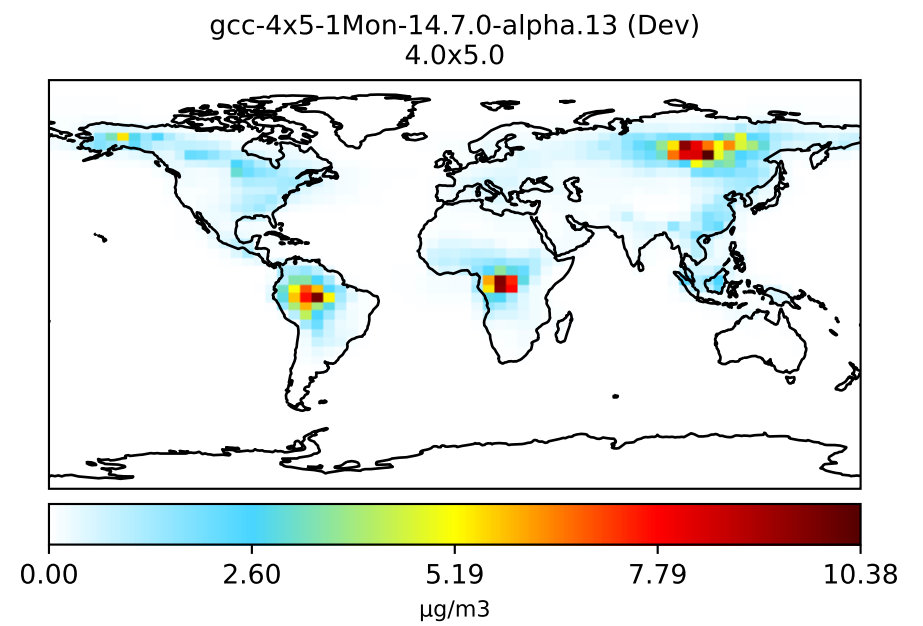 gcc-4x5-1Mon-14.7.0-alpha.13 (Dev)
4.0x5.0
0.00 2.60 5.19 7.79 10.38
μg/m3